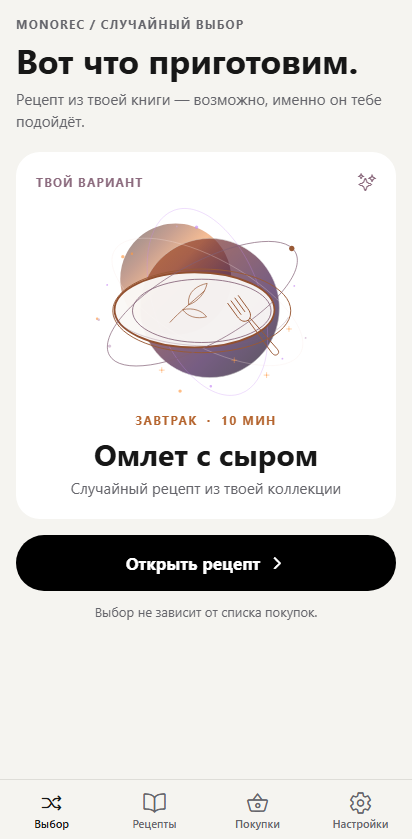 MONOREC / СЛУЧАЙНЫЙ ВЫБОР
Вот что приготовим.
Рецепт из твоей книги — возможно, именно он тебе
подойдёт.
ТВОЙ ВАРИАНТ
ЗАВТРАК · 10 МИН
Омлет с сыром
Случайный рецепт из твоей коллекции
Открыть рецепт
Выбор не зависит от списка покупок.
Выбор
Рецепты
Покупки
Настройки